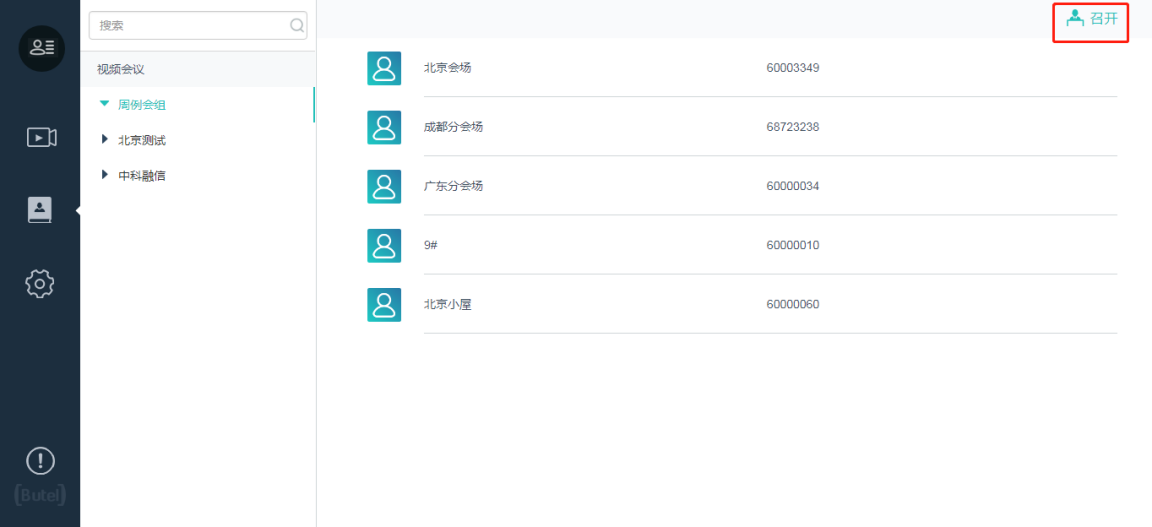 搜索
召开
视频会议
周例会组
北京测试
中科融信
北京会场 60003349
成都分会场 68723238
广东分会场 60000034
9# 60000010
北京小屋 60000060
{Butel}